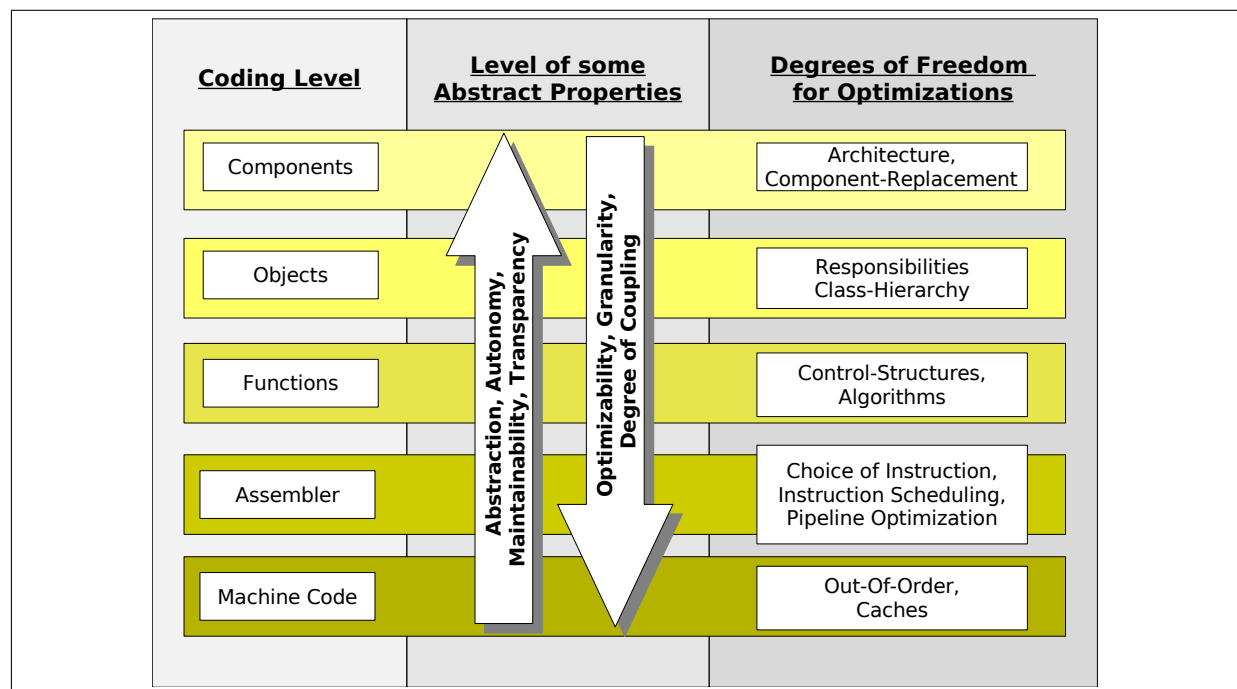 Coding Level
Level of some
Abstract Properties
Degrees of Freedom
for Optimizations
Components
Architecture,
Component-Replacement
Objects
Responsibilities
Class-Hierarchy
Functions
Control-Structures,
Algorithms
Assembler
Choice of Instruction,
Instruction Scheduling,
Pipeline Optimization
Machine Code
Out-Of-Order,
Caches
Abstraction, Autonomy,
Maintainability, Transparency
Optimizability, Granularity,
Degree of Coupling